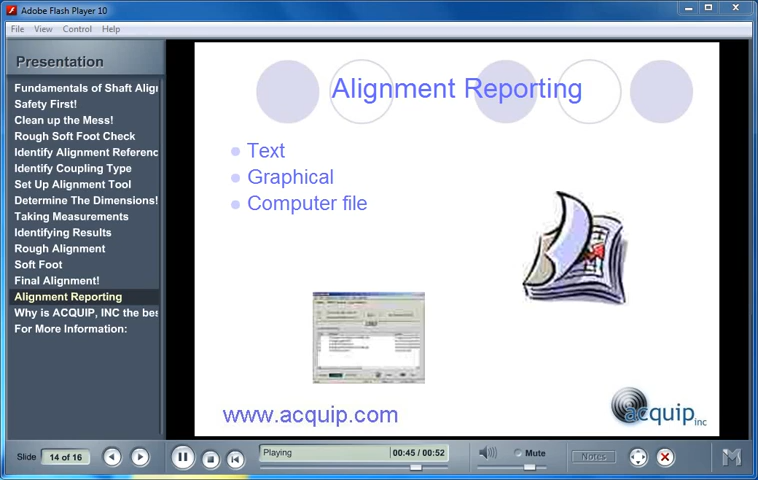 Adobe Flash Player 10
File View Control Help
Presentation
Fundamentals of Shaft Align
Safety First!
Clean up the Mess!
Rough Soft Foot Check
Identify Alignment Referenc
Identify Coupling Type
Set Up Alignment Tool
Determine The Dimensions!
Taking Measurements
Identifying Results
Rough Alignment
Soft Foot
Final Alignment!
Alignment Reporting
Why is ACQUIP, INC the bes
For More Information:
Alignment Reporting
Text
Graphical
Computer file
www.acquip.com
acquip inc
Slide 14 of 16
Playing 00:45 / 00:52
Mute
Notes